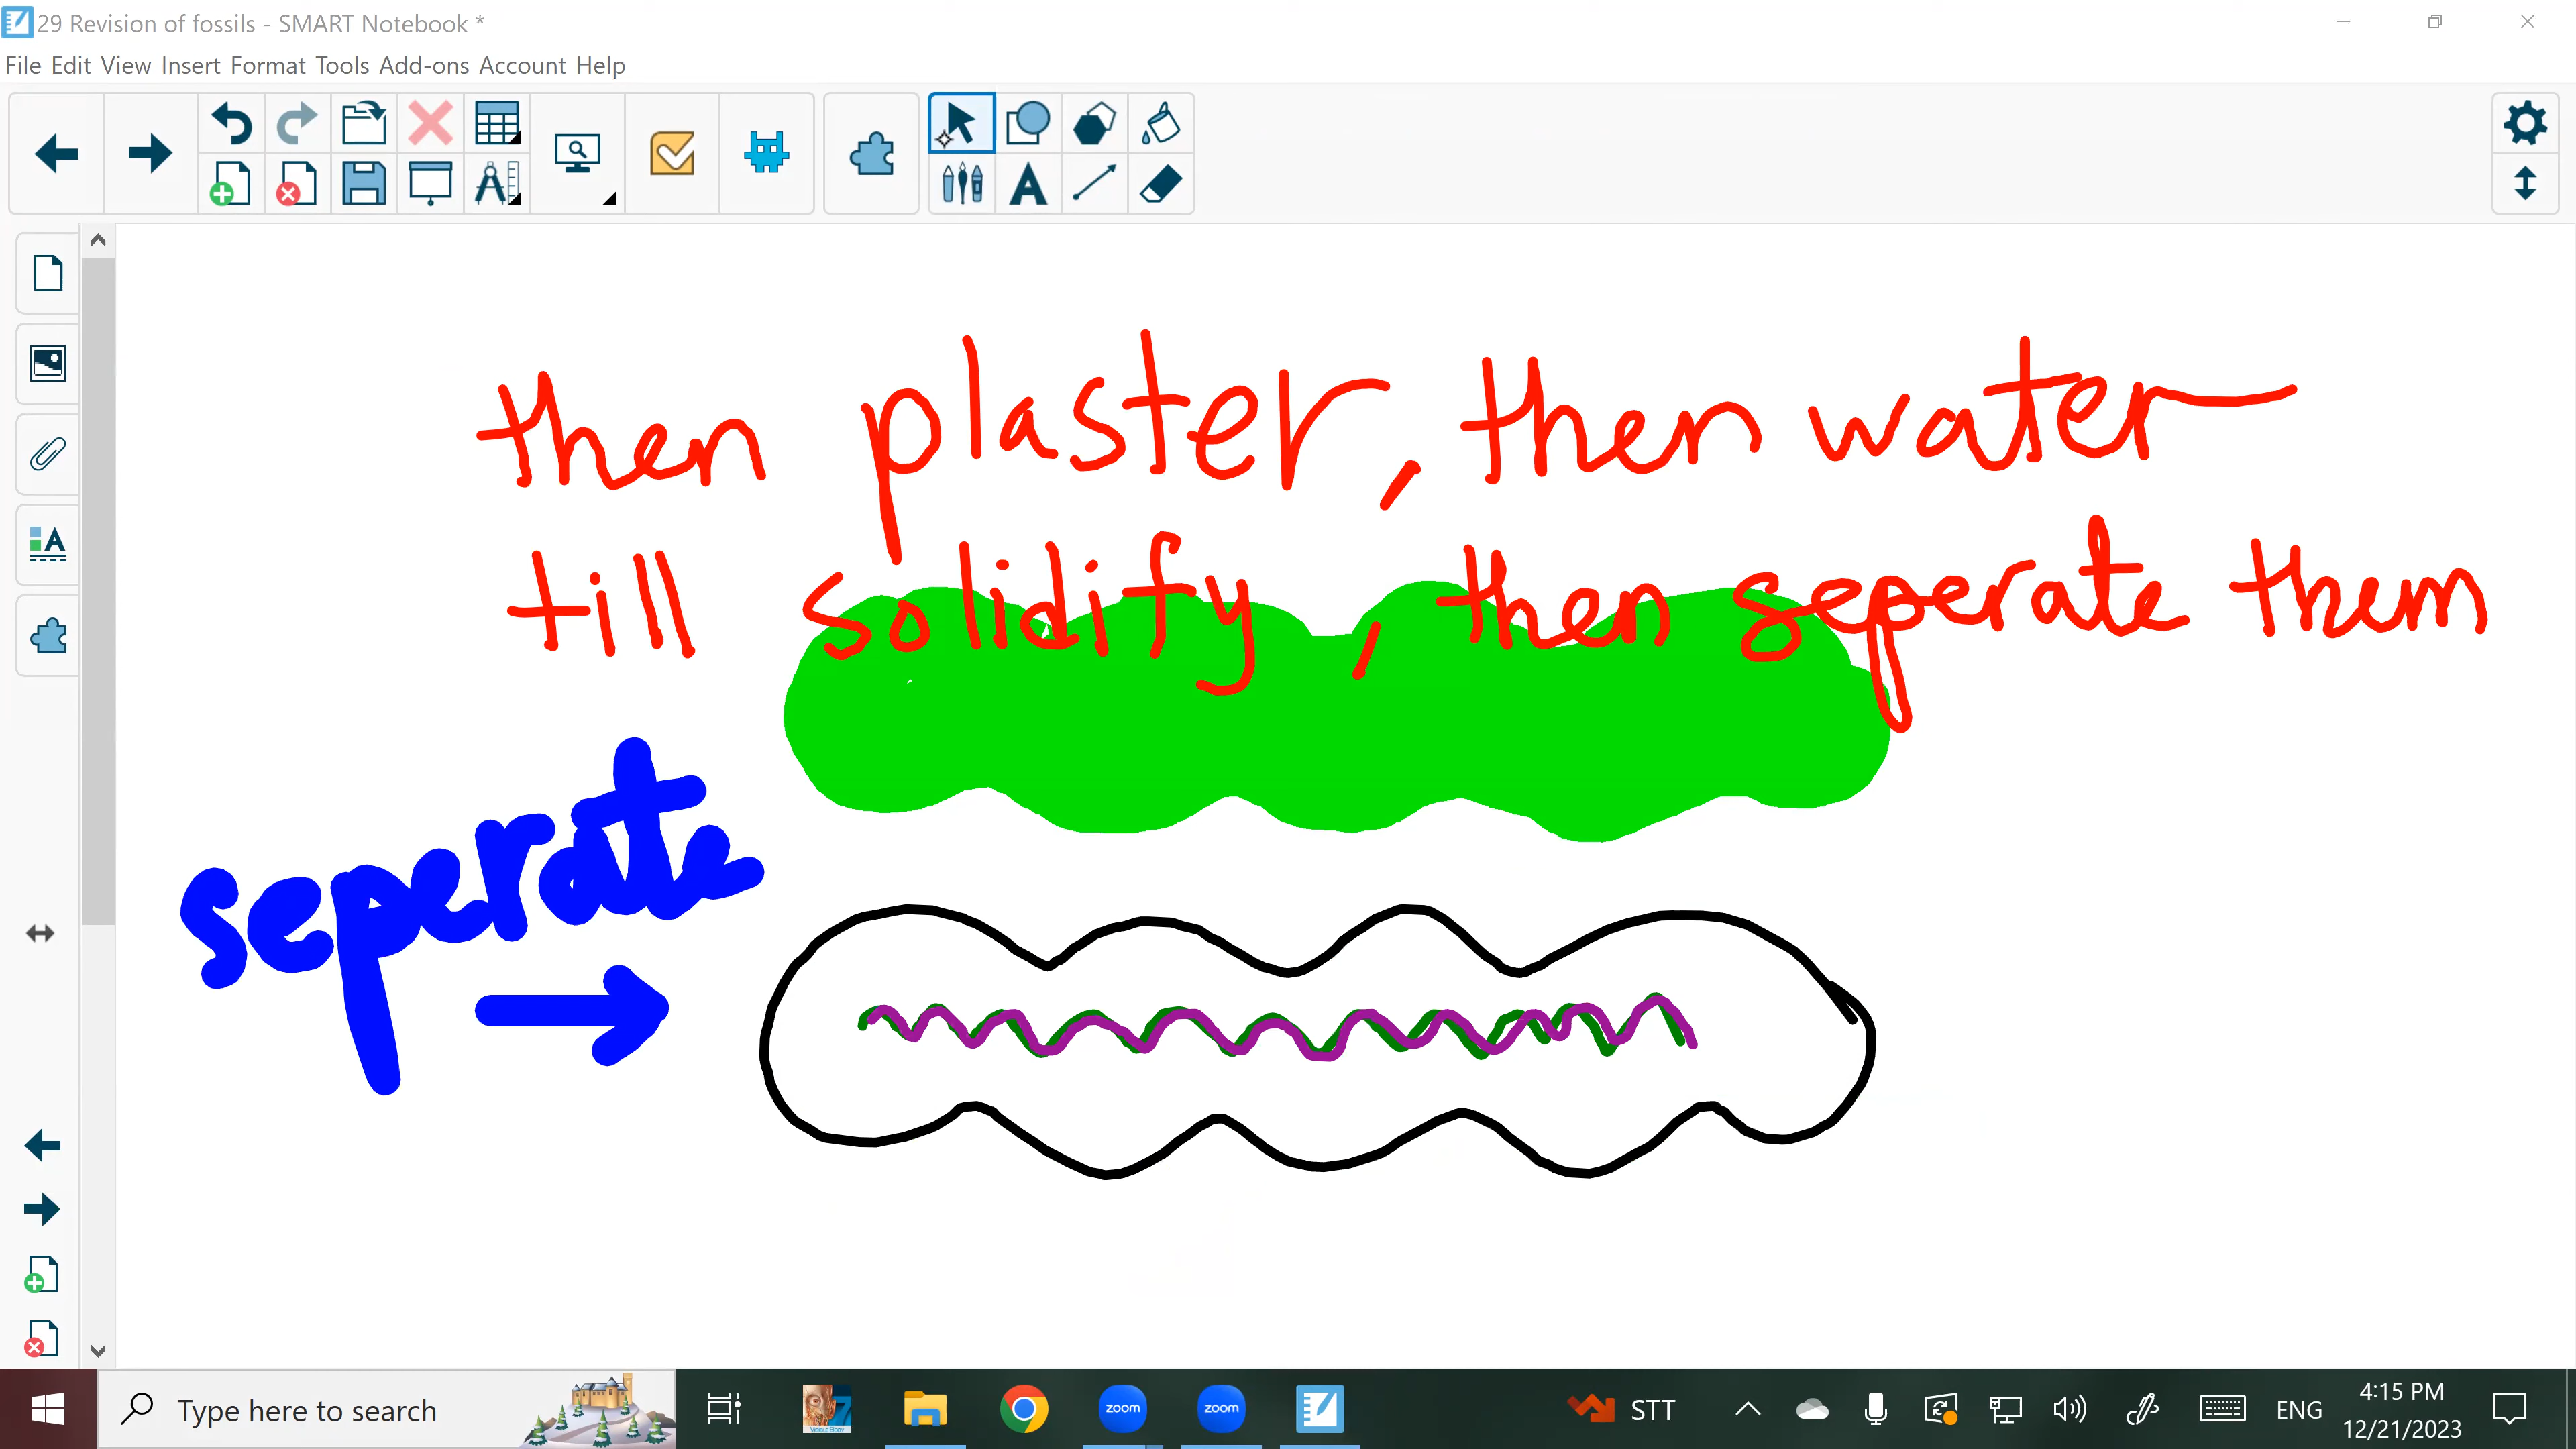 29 Revision of fossils - SMART Notebook *
File Edit View Insert Format Tools Add-ons Account Help
then plaster, then water
till solidify, then seperate them
seperate
Type here to search
zoom
zoom
STT
ENG
4:15 PM
12/21/2023